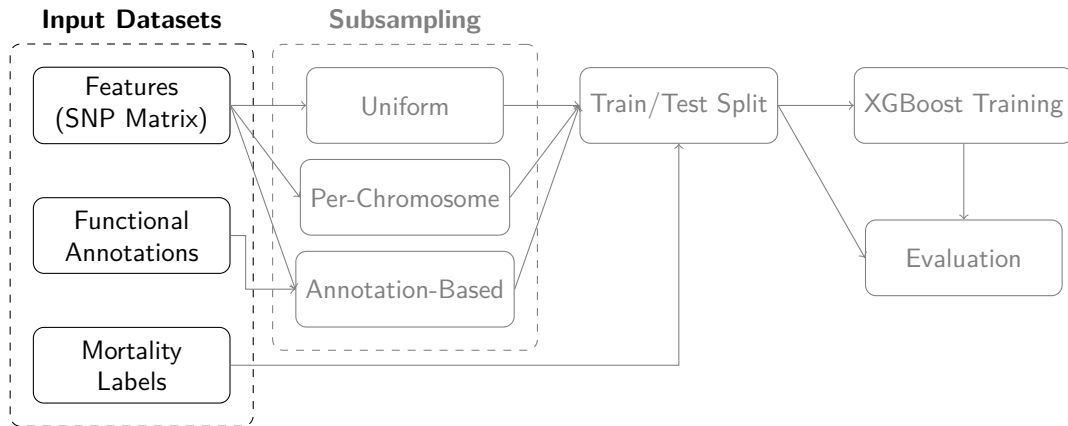 Input Datasets
Features
(SNP Matrix)
Functional
Annotations
Mortality
Labels
Subsampling
Uniform
Per-Chromosome
Annotation-Based
Train/Test Split
XGBoost Training
Evaluation